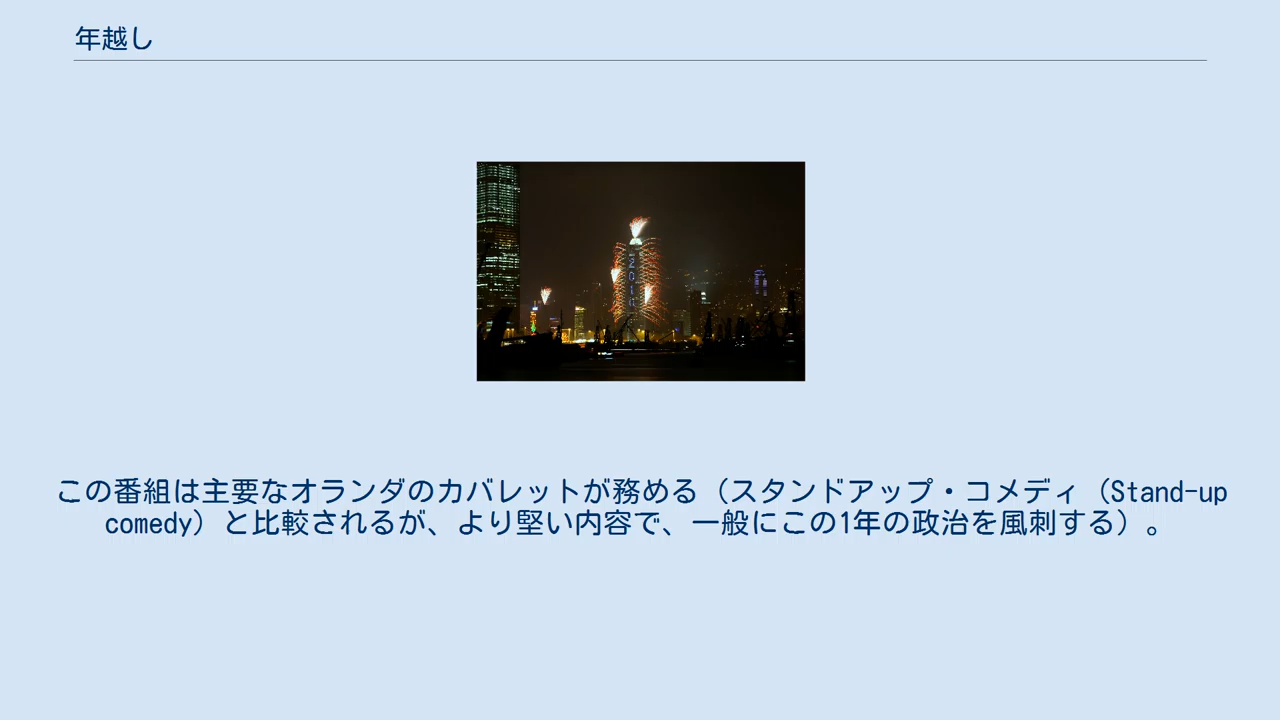 年越し
この番組は主要なオランダのカバレットが務める（スタンドアップ・コメディ（Stand-up
comedy）と比較されるが、より堅い内容で、一般にこの1年の政治を風刺する）。